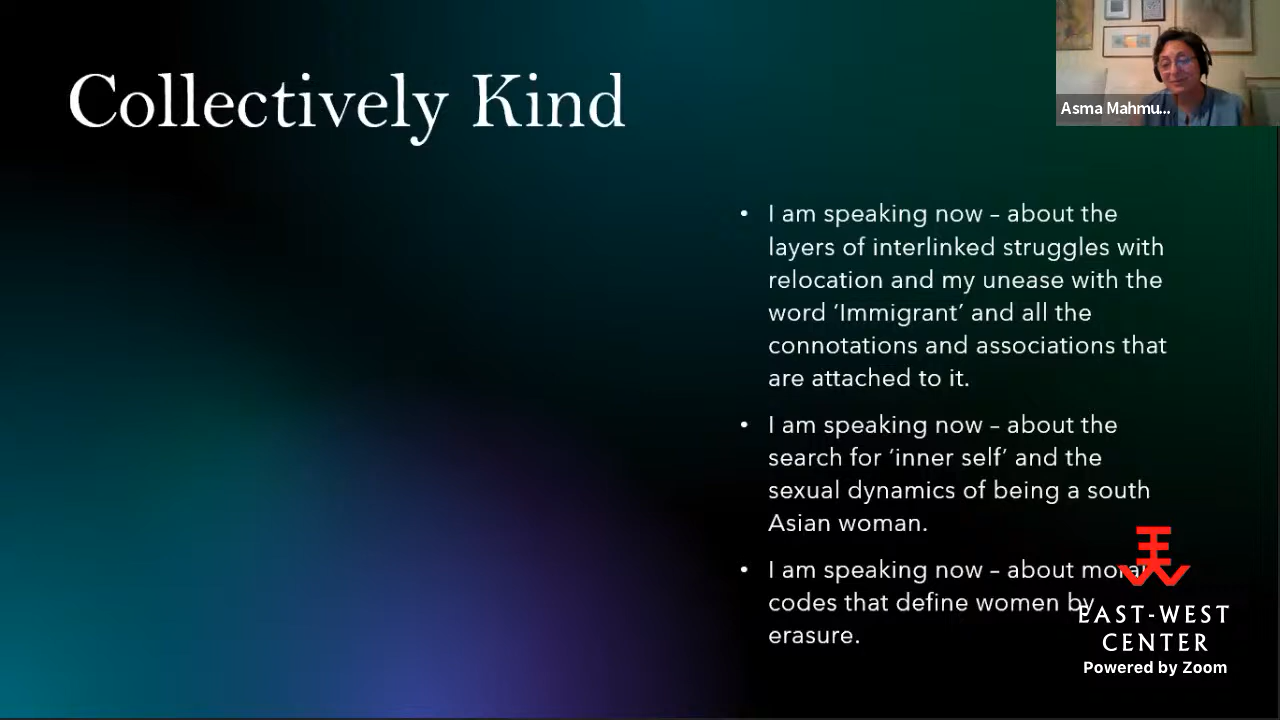 Collectively Kind
Asma Mahmu...
• I am speaking now – about the
layers of interlinked struggles with
relocation and my unease with the
word ‘Immigrant’ and all the
connotations and associations that
are attached to it.
• I am speaking now – about the
search for ‘inner self’ and the
sexual dynamics of being a south
Asian woman.
• I am speaking now – about moral
codes that define women by
erasure.
EAST-WEST
CENTER
Powered by Zoom